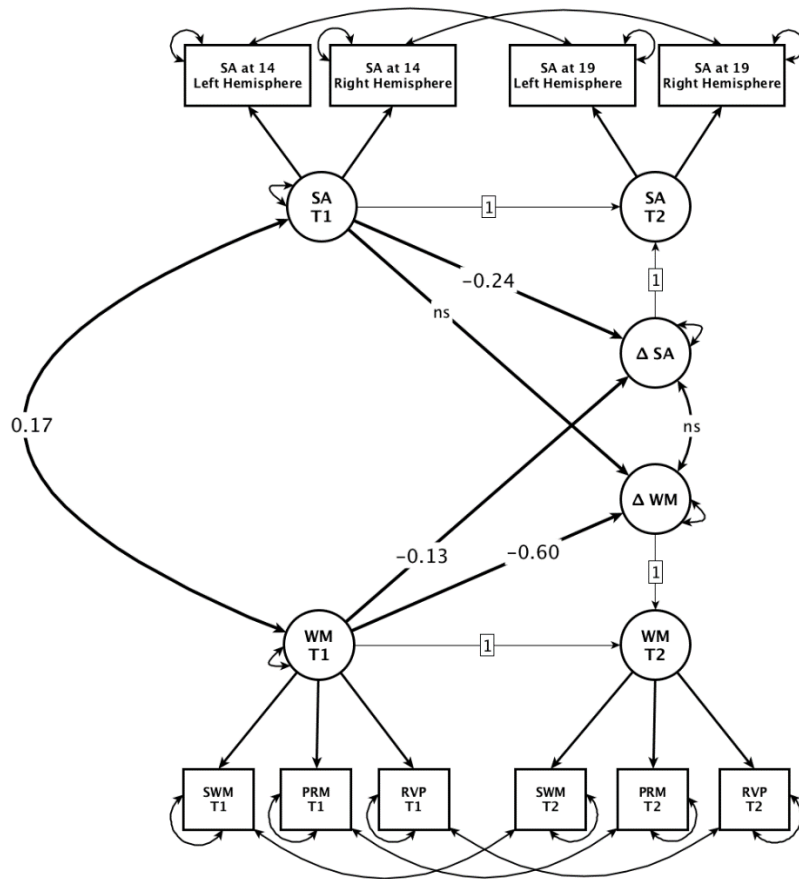 SA at 14
Left Hemisphere
SA at 14
Right Hemisphere
SA at 19
Left Hemisphere
SA at 19
Right Hemisphere
SA
T1
1
SA
T2
-0.24
1
ns
Δ SA
0.17
ns
Δ WM
-0.13
-0.60
1
WM
T1
1
WM
T2
SWM
T1
PRM
T1
RVP
T1
SWM
T2
PRM
T2
RVP
T2